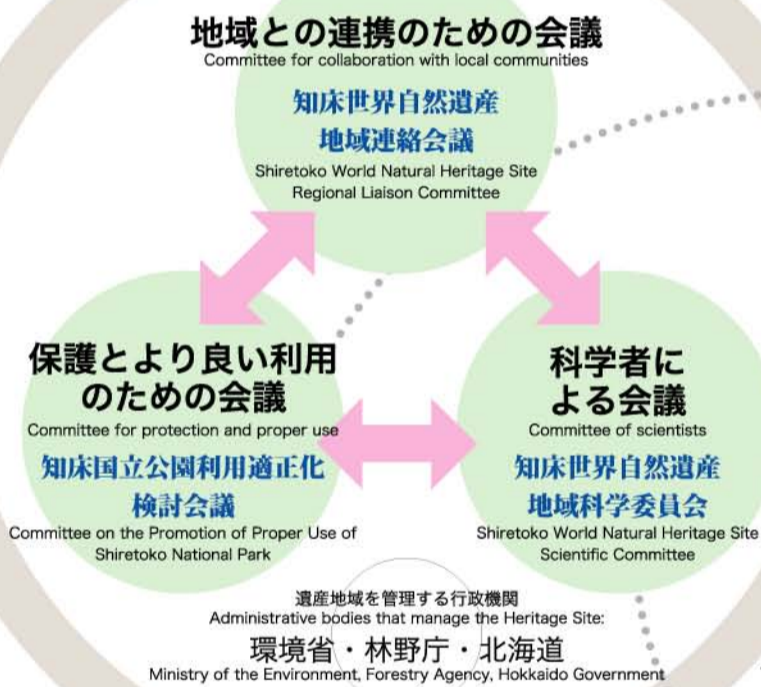 地域との連携のための会議
Committee for collaboration with local communities
知床世界自然遺産
地域連絡会議
Shiretoko World Natural Heritage Site
Regional Liaison Committee
保護とより良い利用
のための会議
Committee for protection and proper use
知床国立公園利用適正化
検討会議
Committee on the Promotion of Proper Use of
Shiretoko National Park
科学者に
よる会議
Committee of scientists
知床世界自然遺産
地域科学委員会
Shiretoko World Natural Heritage Site
Scientific Committee
遺産地域を管理する行政機関
Administrative bodies that manage the Heritage Site:
環境省・林野庁・北海道
Ministry of the Environment, Forestry Agency, Hokkaido Government